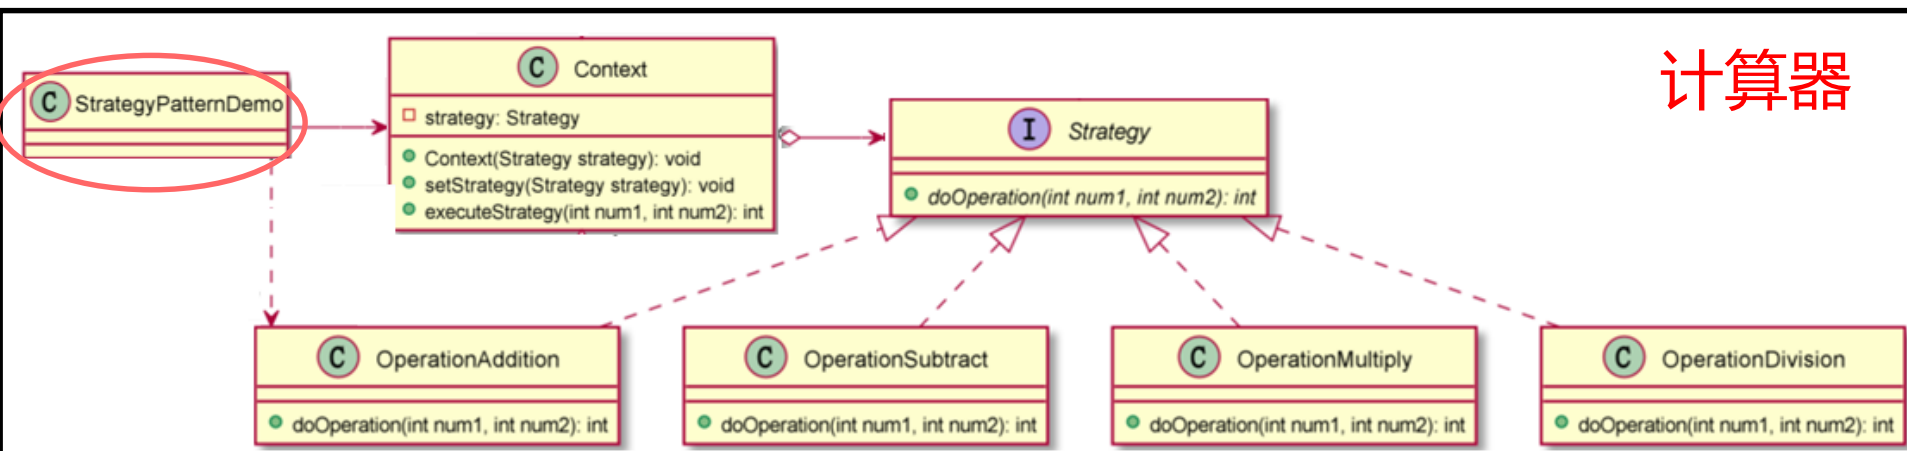 计算器
C StrategyPatternDemo
C Context
strategy: Strategy
Context(Strategy strategy): void
setStrategy(Strategy strategy): void
executeStrategy(int num1, int num2): int
I Strategy
doOperation(int num1, int num2): int
C OperationAddition
doOperation(int num1, int num2): int
C OperationSubtract
doOperation(int num1, int num2): int
C OperationMultiply
doOperation(int num1, int num2): int
C OperationDivision
doOperation(int num1, int num2): int